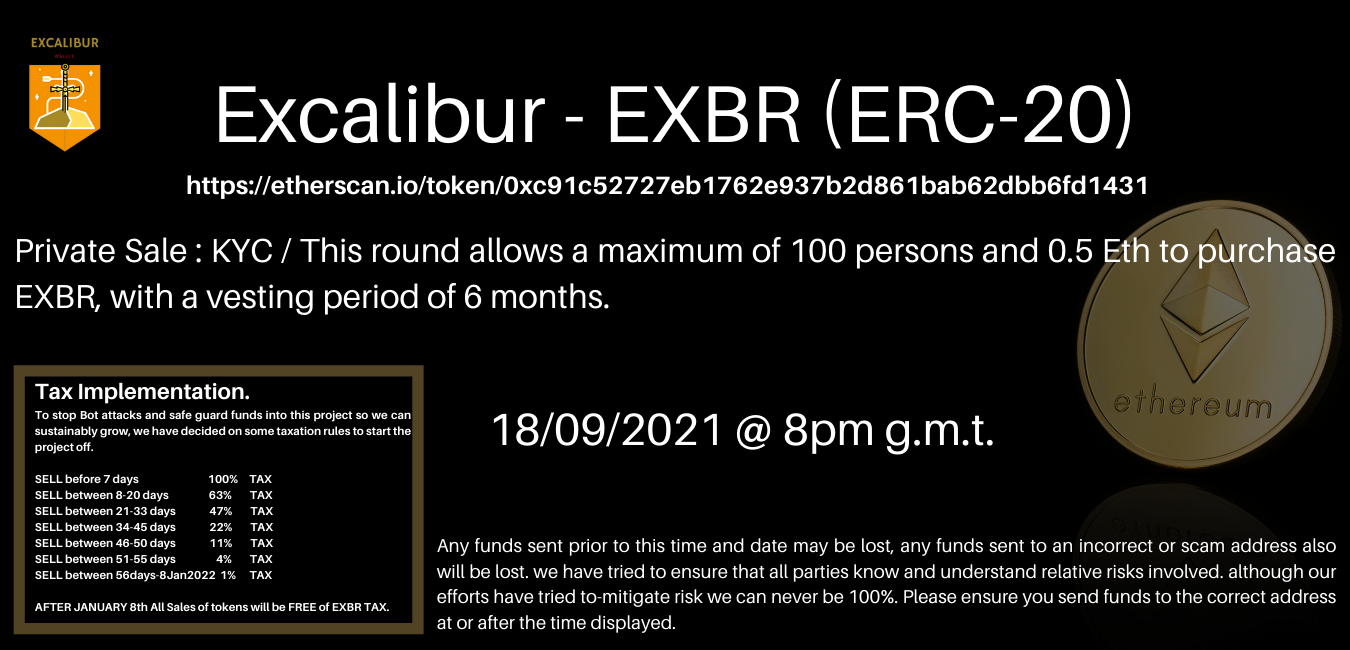 EXCALIBUR
Excalibur - EXBR (ERC-20)
https://etherscan.io/token/0xc91c52727eb1762e937b2d861bab62dbb6fd1431
Private Sale : KYC / This round allows a maximum of 100 persons and 0.5 Eth to purchase
EXBR, with a vesting period of 6 months.
Tax Implementation.
To stop Bot attacks and safe guard funds into this project so we can
sustainably grow, we have decided on some taxation rules to start the
project off.
SELL before 7 days 100% TAX
SELL between 8-20 days 63% TAX
SELL between 21-33 days 47% TAX
SELL between 34-45 days 22% TAX
SELL between 46-50 days 11% TAX
SELL between 51-55 days 4% TAX
SELL between 56days-8Jan2022 1% TAX
AFTER JANUARY 8th All Sales of tokens will be FREE of EXBR TAX.
18/09/2021 @ 8pm g.m.t.
ethereum
Any funds sent prior to this time and date may be lost, any funds sent to an incorrect or scam address also
will be lost. we have tried to ensure that all parties know and understand relative risks involved. although our
efforts have tried to-mitigate risk we can never be 100%. Please ensure you send funds to the correct address
at or after the time displayed.